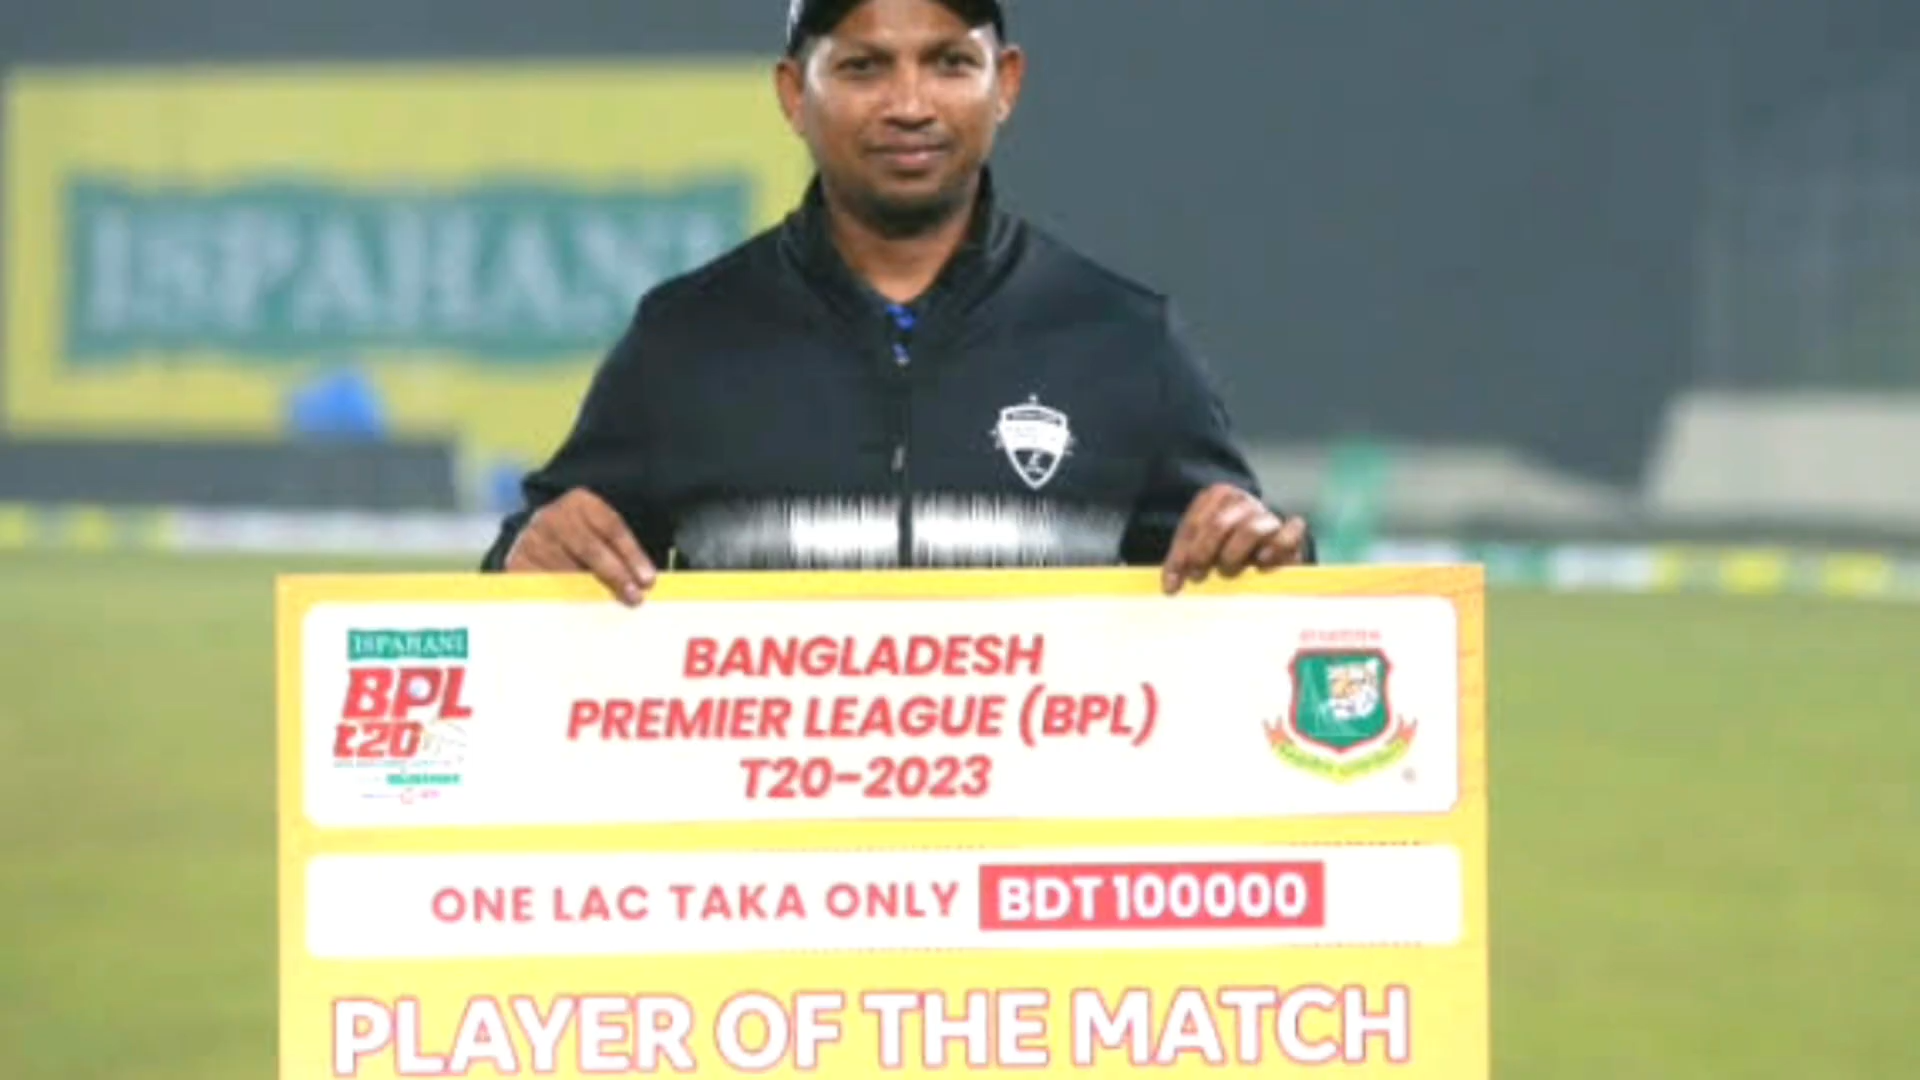 ISPAHANI
ISPAHANI
BPL
t20
BANGLADESH
PREMIER LEAGUE (BPL)
T20-2023
ONE LAC TAKA ONLY BDT 100000
PLAYER OF THE MATCH